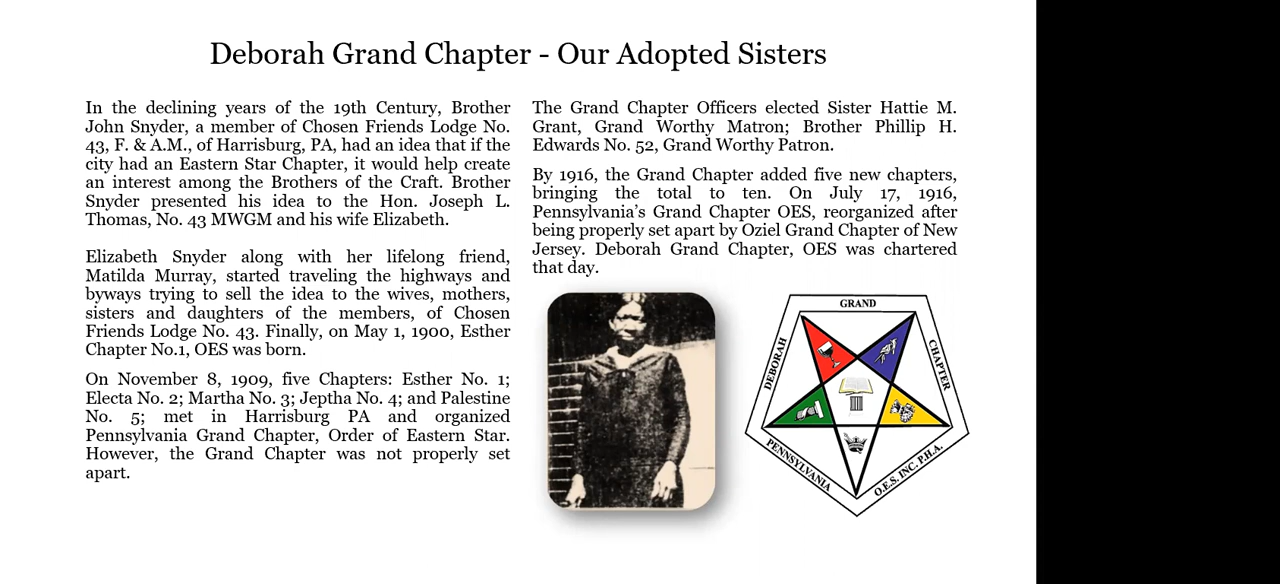 Deborah Grand Chapter - Our Adopted Sisters
In the declining years of the 19th Century, Brother
John Snyder, a member of Chosen Friends Lodge No.
43, F. & A.M., of Harrisburg, PA, had an idea that if the
city had an Eastern Star Chapter, it would help create
an interest among the Brothers of the Craft. Brother
Snyder presented his idea to the Hon. Joseph L.
Thomas, No. 43 MWGM and his wife Elizabeth.
Elizabeth Snyder along with her lifelong friend,
Matilda Murray, started traveling the highways and
byways trying to sell the idea to the wives, mothers,
sisters and daughters of the members, of Chosen
Friends Lodge No. 43. Finally, on May 1, 1900, Esther
Chapter No.1, OES was born.
On November 8, 1909, five Chapters: Esther No. 1;
Electa No. 2; Martha No. 3; Jeptha No. 4; and Palestine
No. 5; met in Harrisburg PA and organized
Pennsylvania Grand Chapter, Order of Eastern Star.
However, the Grand Chapter was not properly set
apart.
The Grand Chapter Officers elected Sister Hattie M.
Grant, Grand Worthy Matron; Brother Phillip H.
Edwards No. 52, Grand Worthy Patron.
By 1916, the Grand Chapter added five new chapters,
bringing the total to ten. On July 17, 1916,
Pennsylvania's Grand Chapter OES, reorganized after
being properly set apart by Oziel Grand Chapter of New
Jersey. Deborah Grand Chapter, OES was chartered
that day.
DEBORAH
GRAND
CHAPTER
PENNSYLVANIA
O.E.S. INC. P.H.A.